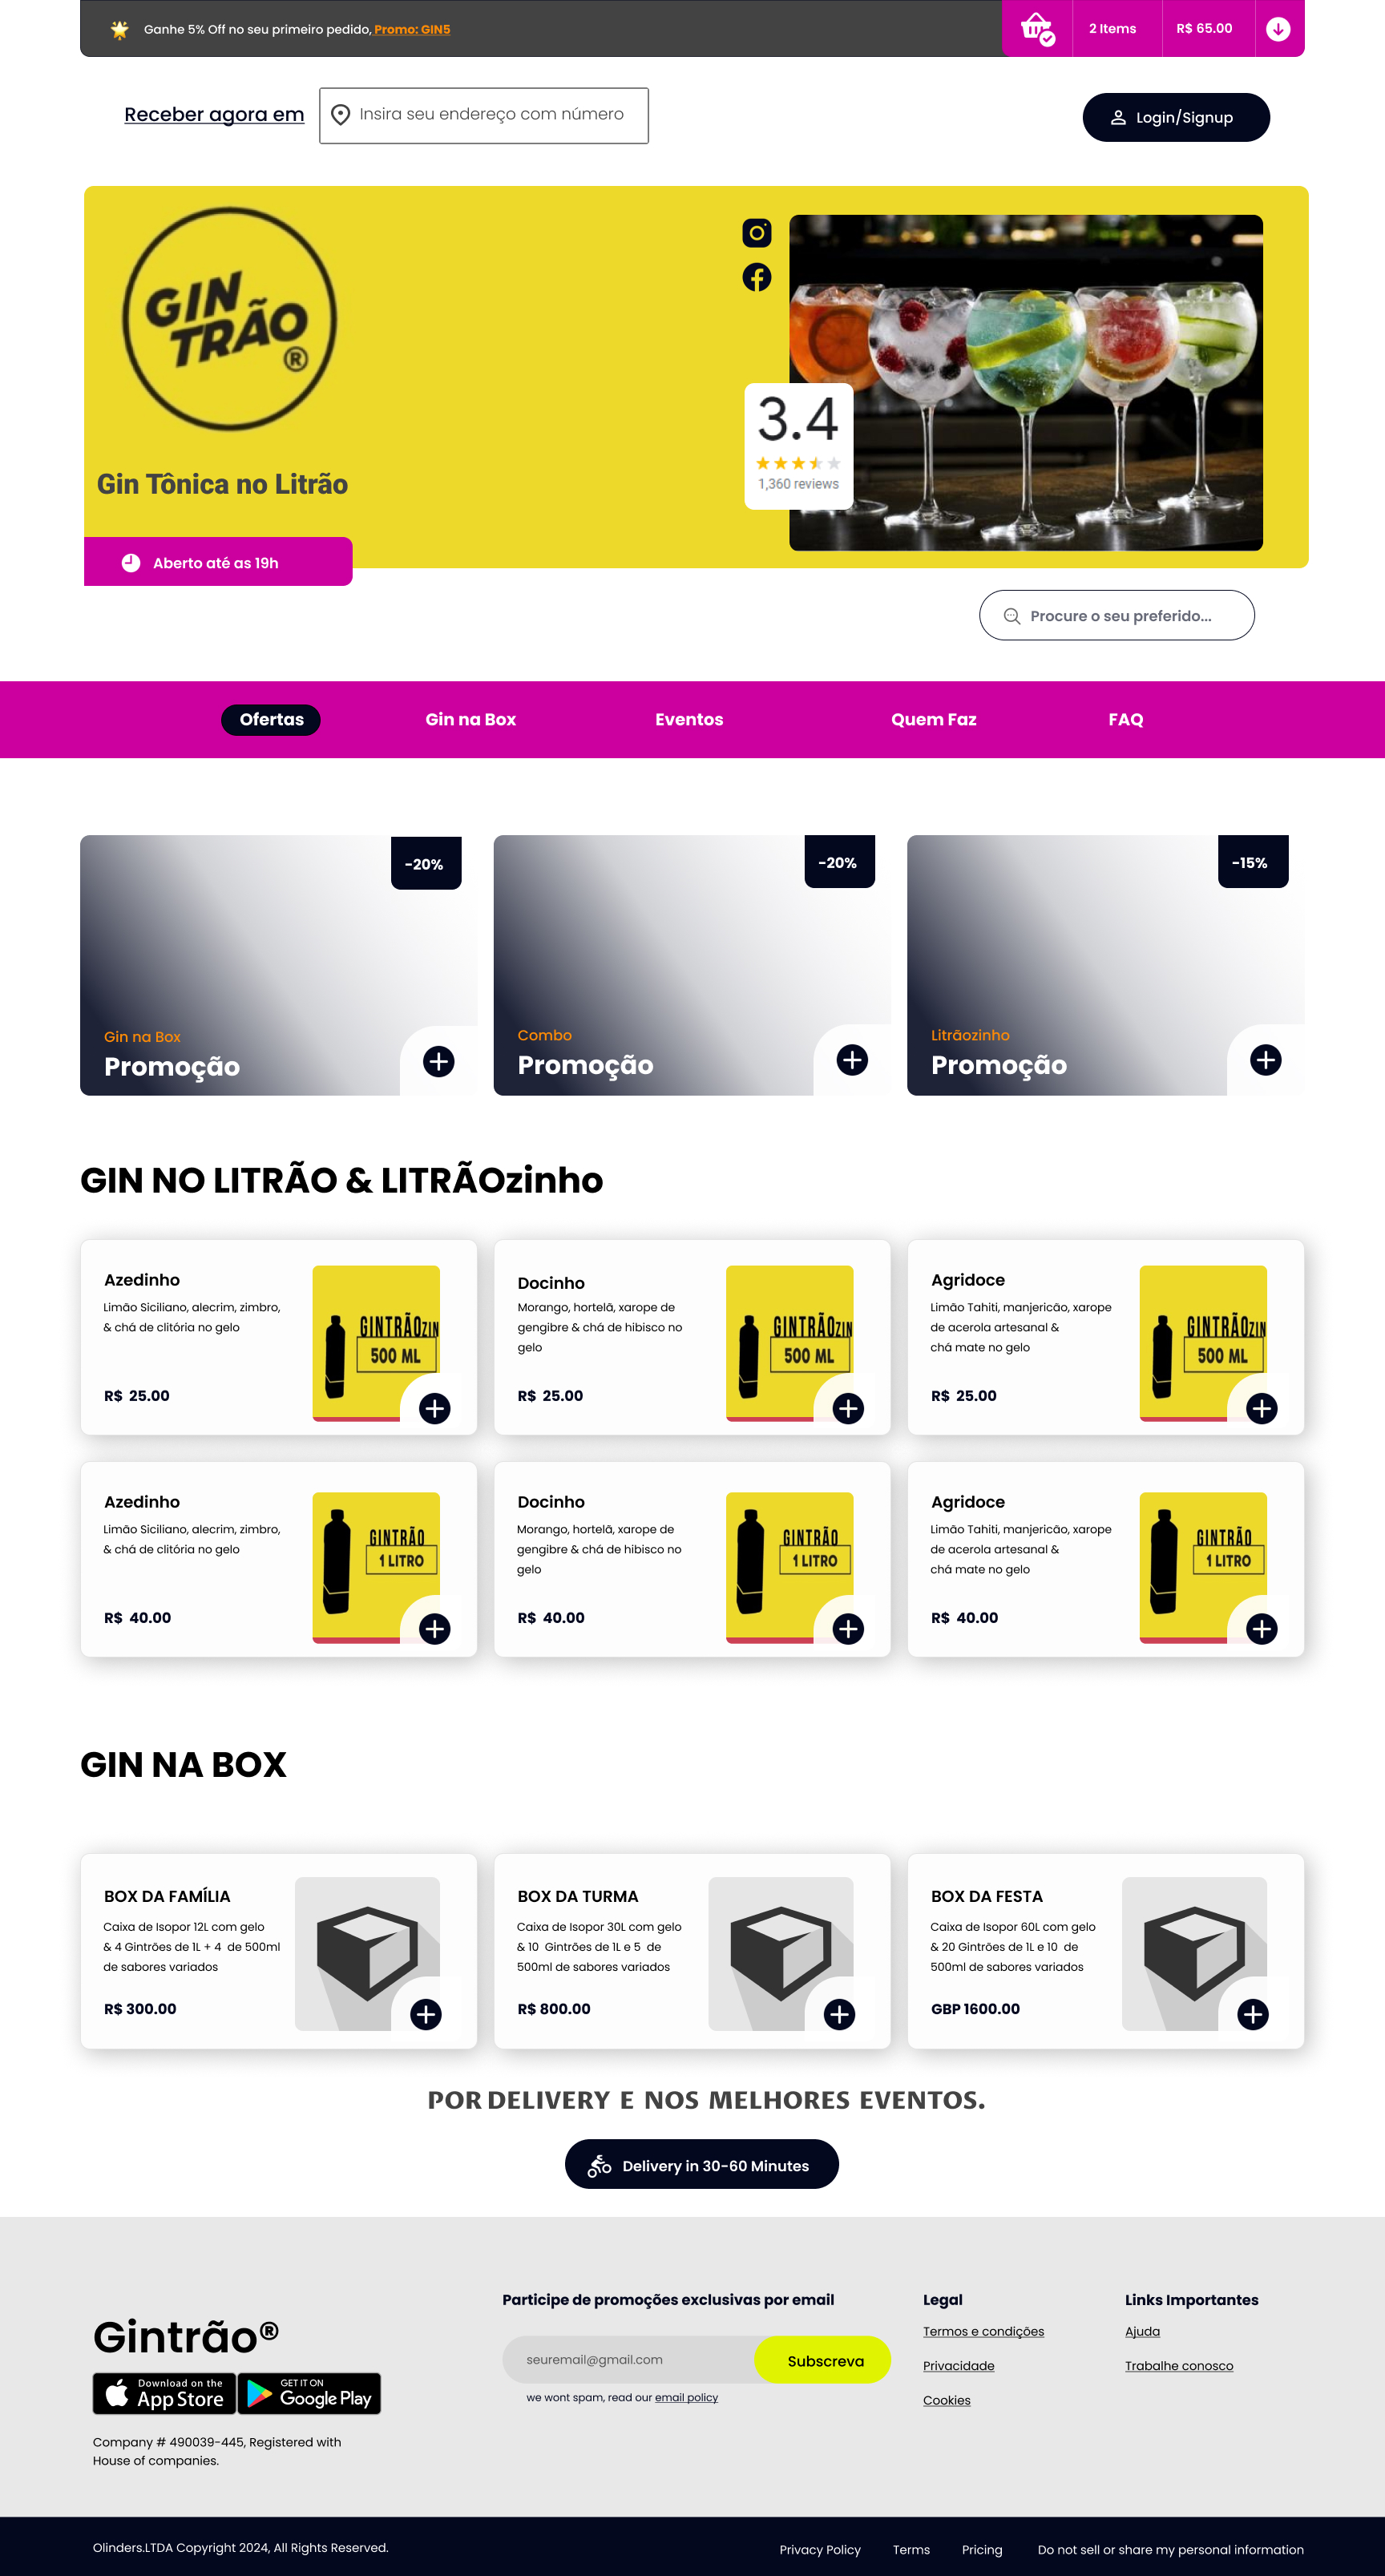 Ganhe 5% Off no seu primeiro pedido, Promo: GIN5
2 Items
R$ 65.00
Receber agora em
Insira seu endereço com número
Login/Signup
GIN
TRÃO
®
Gin Tônica no Litrão
Aberto até as 19h
3.4
1,360 reviews
Procure o seu preferido...
Ofertas
Gin na Box
Eventos
Quem Faz
FAQ
-20%
Gin na Box
Promoção
-20%
Combo
Promoção
-15%
Litrãozinho
Promoção
GIN NO LITRÃO & LITRÃOzinho
Azedinho
Limão Siciliano, alecrim, zimbro,
& chá de clitória no gelo
R$ 25.00
GINTRÃOZIN
500 ML
Docinho
Morango, hortelã, xarope de
gengibre & chá de hibisco no
gelo
R$ 25.00
GINTRÃOZIN
500 ML
Agridoce
Limão Tahiti, manjericão, xarope
de acerola artesanal &
chá mate no gelo
R$ 25.00
GINTRÃOZIN
500 ML
Azedinho
Limão Siciliano, alecrim, zimbro,
& chá de clitória no gelo
R$ 40.00
GINTRÃO
1 LITRO
Docinho
Morango, hortelã, xarope de
gengibre & chá de hibisco no
gelo
R$ 40.00
GINTRÃO
1 LITRO
Agridoce
Limão Tahiti, manjericão, xarope
de acerola artesanal &
chá mate no gelo
R$ 40.00
GINTRÃO
1 LITRO
GIN NA BOX
BOX DA FAMÍLIA
Caixa de Isopor 12L com gelo
& 4 Gintrões de 1L + 4 de 500ml
de sabores variados
R$ 300.00
BOX DA TURMA
Caixa de Isopor 30L com gelo
& 10 Gintrões de 1L e 5 de
500ml de sabores variados
R$ 800.00
BOX DA FESTA
Caixa de Isopor 60L com gelo
& 20 Gintrões de 1L e 10 de
500ml de sabores variados
GBP 1600.00
POR DELIVERY E NOS MELHORES EVENTOS.
Delivery in 30-60 Minutes
Gintrão®
Download on the
App Store
GET IT ON
Google Play
Company # 490039-445, Registered with
House of companies.
Participe de promoções exclusivas por email
seuremail@gmail.com
Subscreva
we wont spam, read our email policy
Legal
Termos e condições
Privacidade
Cookies
Links Importantes
Ajuda
Trabalhe conosco
Olinders.LTDA Copyright 2024, All Rights Reserved.
Privacy Policy
Terms
Pricing
Do not sell or share my personal information